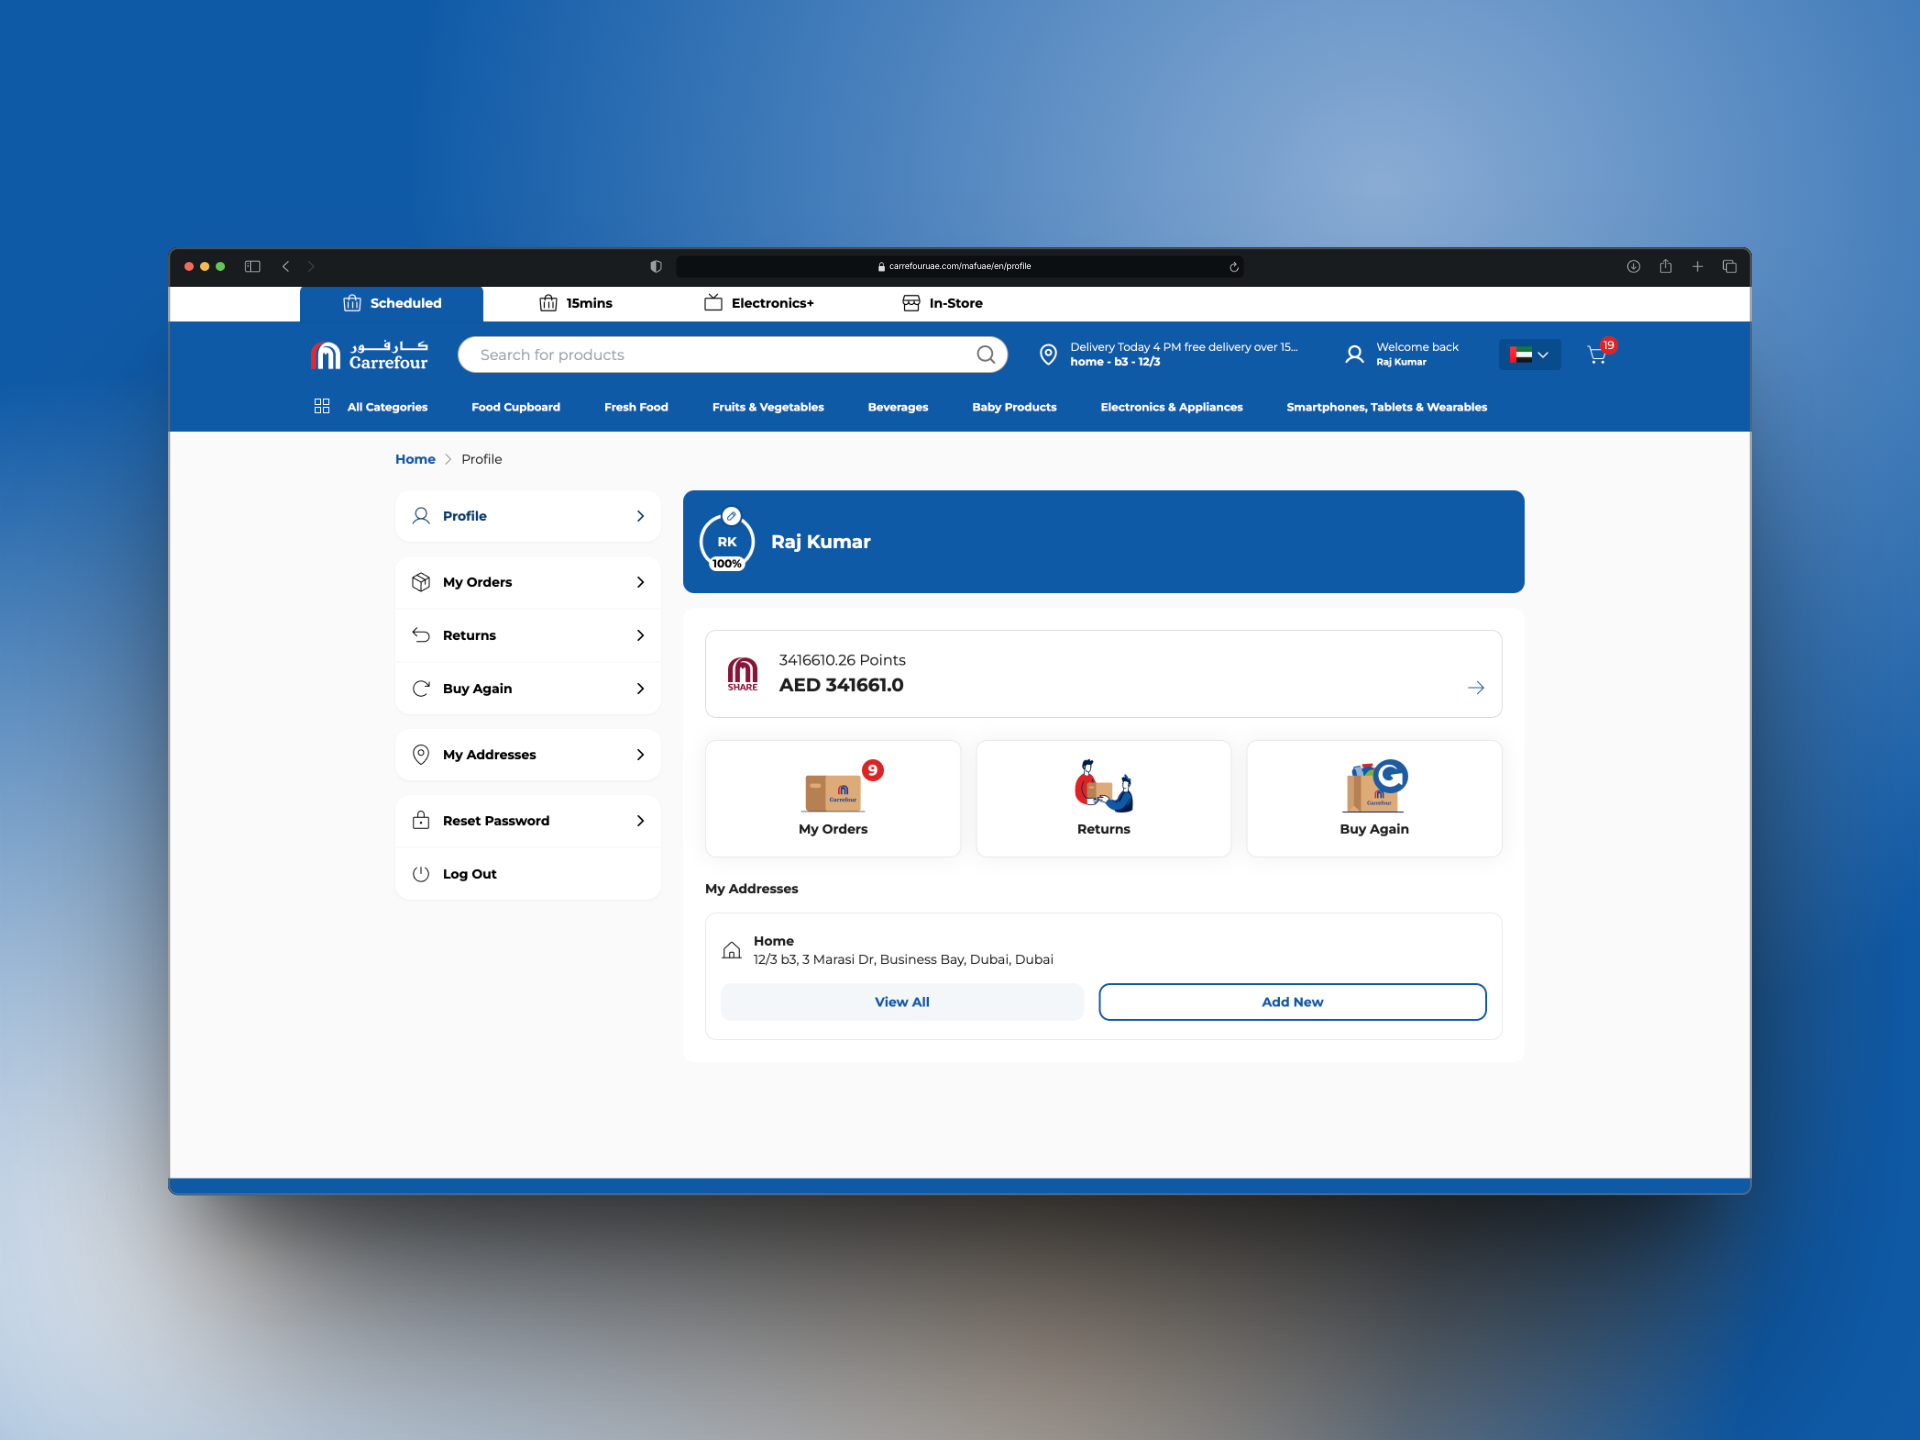 carrefouruae.com/mafuae/en/profile
Scheduled
15mins
Electronics+
In-Store
كارفور
Carrefour
Search for products
Delivery Today 4 PM free delivery over 15...
home - b3 - 12/3
Welcome back
Raj Kumar
19
All Categories
Food Cupboard
Fresh Food
Fruits & Vegetables
Beverages
Baby Products
Electronics & Appliances
Smartphones, Tablets & Wearables
Home
Profile
Profile
My Orders
Returns
Buy Again
My Addresses
Reset Password
Log Out
RK
100%
Raj Kumar
SHARE
3416610.26 Points
AED 341661.0
9
Carrefour
My Orders
Returns
Carrefour
Buy Again
My Addresses
Home
12/3 b3, 3 Marasi Dr, Business Bay, Dubai, Dubai
View All
Add New